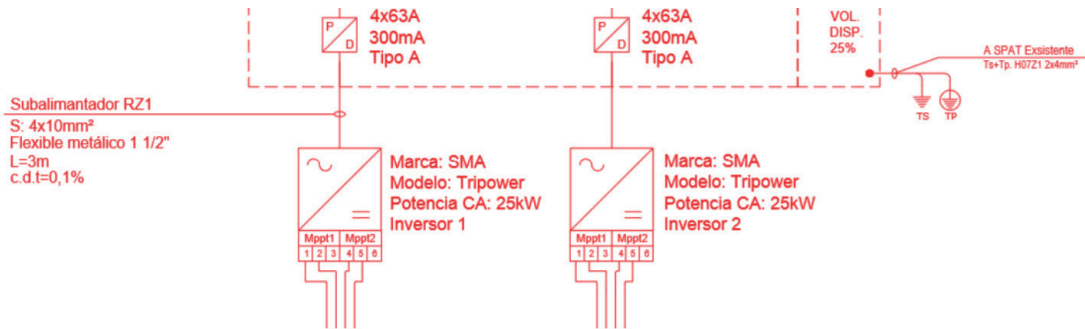 4x63A
300mA
Tipo A
P
D
4x63A
300mA
Tipo A
P
D
VOL.
DISP.
25%
A SPAT Exsistente
Ts+Tp. H07Z1 2x4mm²
TS
TP
Subalimantador RZ1
S: 4x10mm²
Flexible metálico 1 1/2"
L=3m
c.d.t=0,1%
Marca: SMA
Modelo: Tripower
Potencia CA: 25kW
Inversor 1
Mppt1 Mppt2
1 2 3 4 5 6
Marca: SMA
Modelo: Tripower
Potencia CA: 25kW
Inversor 2
Mppt1 Mppt2
1 2 3 4 5 6